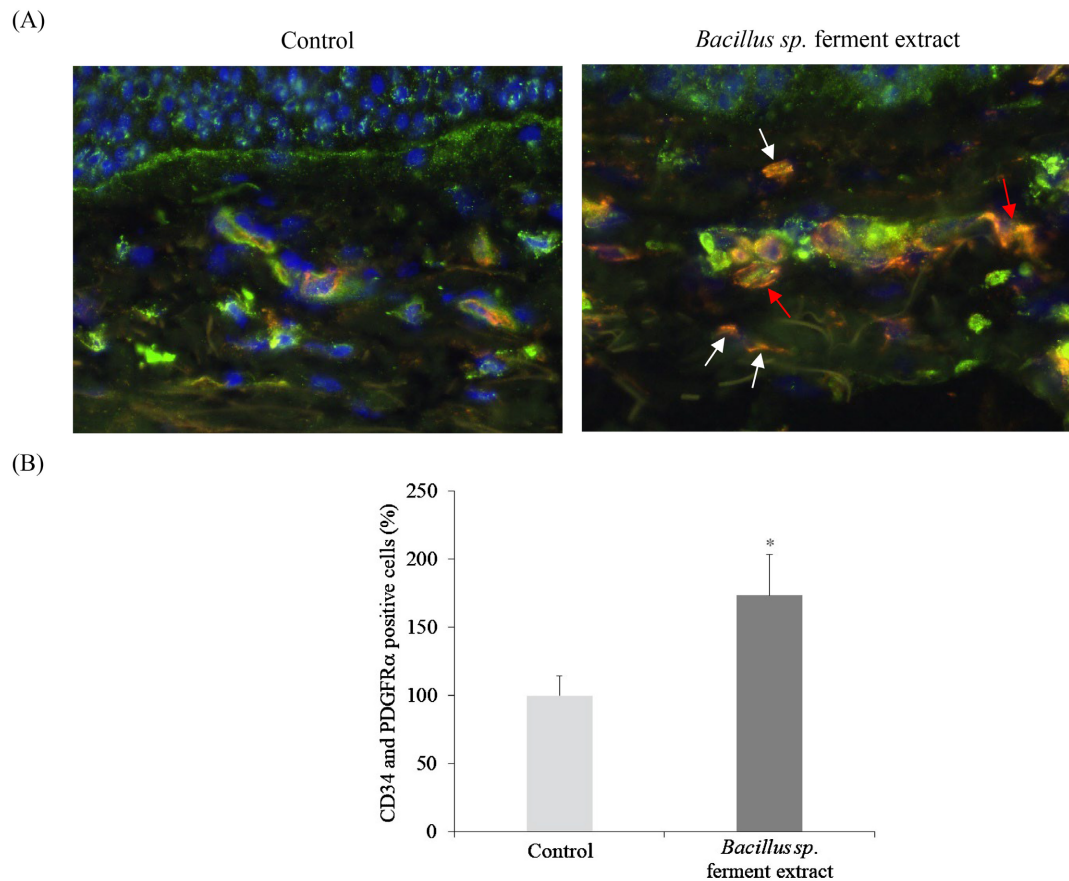 (A)
Control
Bacillus sp. ferment extract
(B)
CD34 and PDGFRα positive cells (%)
250
200
150
100
50
0
*
Control
Bacillus sp.
ferment extract